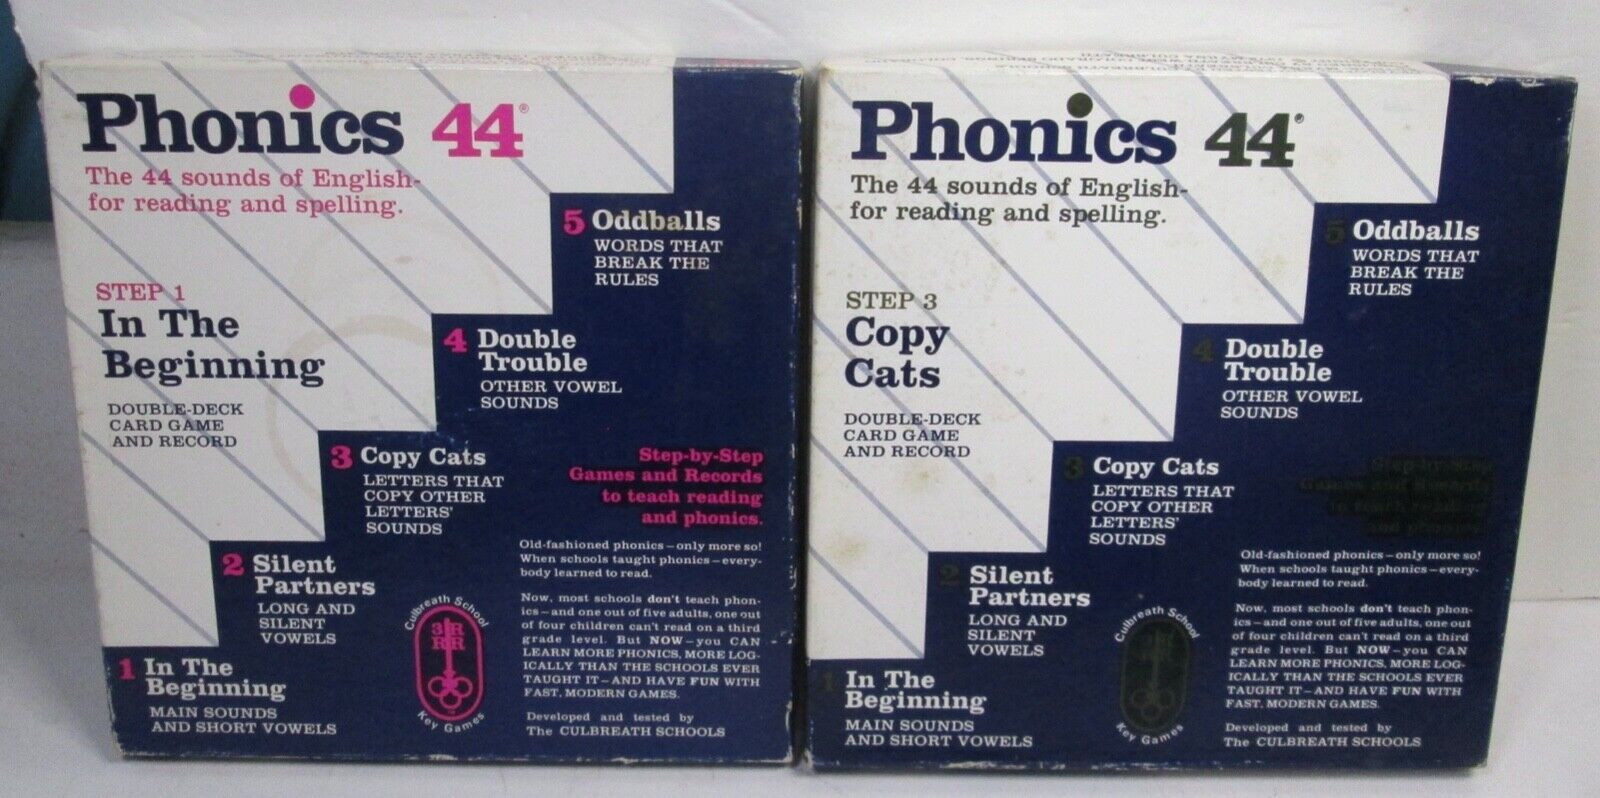 Phonics 44®
The 44 sounds of English-
for reading and spelling.
STEP 1
In The
Beginning
DOUBLE-DECK
CARD GAME
AND RECORD
5 Oddballs
WORDS THAT
BREAK THE
RULES
4 Double
Trouble
OTHER VOWEL
SOUNDS
3 Copy Cats
LETTERS THAT
COPY OTHER
LETTERS'
SOUNDS
2 Silent
Partners
LONG AND
SILENT
VOWELS
1 In The
Beginning
MAIN SOUNDS
AND SHORT VOWELS
Step-by-Step
Games and Records
to teach reading
and phonics.
Old-fashioned phonics – only more so!
When schools taught phonics – every-
body learned to read.
Now, most schools don't teach phon-
ics – and one out of five adults, one out
of four children can't read on a third
grade level. But NOW – you CAN
LEARN MORE PHONICS, MORE LOG-
ICALLY THAN THE SCHOOLS EVER
TAUGHT IT – AND HAVE FUN WITH
FAST, MODERN GAMES.
Developed and tested by
The CULBREATH SCHOOLS
Culbreath School
3 R
R R
Key Games
Phonics 44®
The 44 sounds of English-
for reading and spelling.
STEP 3
Copy
Cats
DOUBLE-DECK
CARD GAME
AND RECORD
5 Oddballs
WORDS THAT
BREAK THE
RULES
4 Double
Trouble
OTHER VOWEL
SOUNDS
3 Copy Cats
LETTERS THAT
COPY OTHER
LETTERS'
SOUNDS
2 Silent
Partners
LONG AND
SILENT
VOWELS
1 In The
Beginning
MAIN SOUNDS
AND SHORT VOWELS
Step-by-Step
Games and Records
to teach reading
and phonics.
Old-fashioned phonics – only more so!
When schools taught phonics – every-
body learned to read.
Now, most schools don't teach phon-
ics – and one out of five adults, one out
of four children can't read on a third
grade level. But NOW – you CAN
LEARN MORE PHONICS, MORE LOG-
ICALLY THAN THE SCHOOLS EVER
TAUGHT IT – AND HAVE FUN WITH
FAST, MODERN GAMES.
Developed and tested by
The CULBREATH SCHOOLS
Culbreath School
Key Games